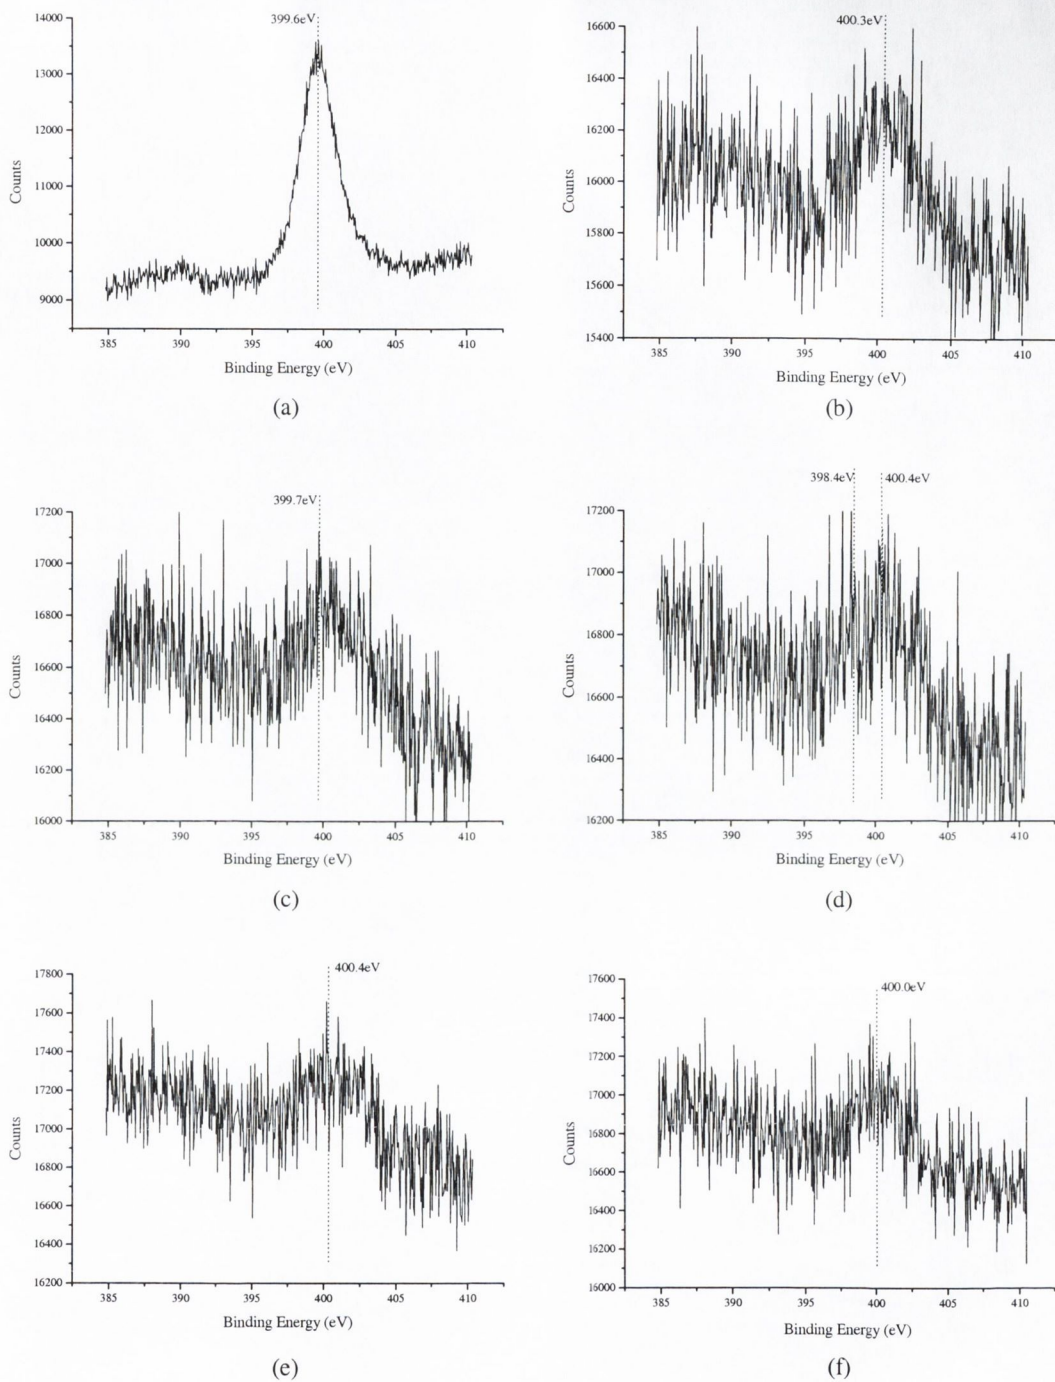 399.6eV
14000
13000
12000
11000
10000
9000
Counts
385 390 395 400 405 410
Binding Energy (eV)
(a)
400.3eV
16600
16400
16200
16000
15800
15600
15400
Counts
385 390 395 400 405 410
Binding Energy (eV)
(b)
399.7eV
17200
17000
16800
16600
16400
16200
16000
Counts
385 390 395 400 405 410
Binding Energy (eV)
(c)
398.4eV 400.4eV
17200
17000
16800
16600
16400
16200
Counts
385 390 395 400 405 410
Binding Energy (eV)
(d)
400.4eV
17800
17600
17400
17200
17000
16800
16600
16400
16200
Counts
385 390 395 400 405 410
Binding Energy (eV)
(e)
400.0eV
17600
17400
17200
17000
16800
16600
16400
16200
16000
Counts
385 390 395 400 405 410
Binding Energy (eV)
(f)